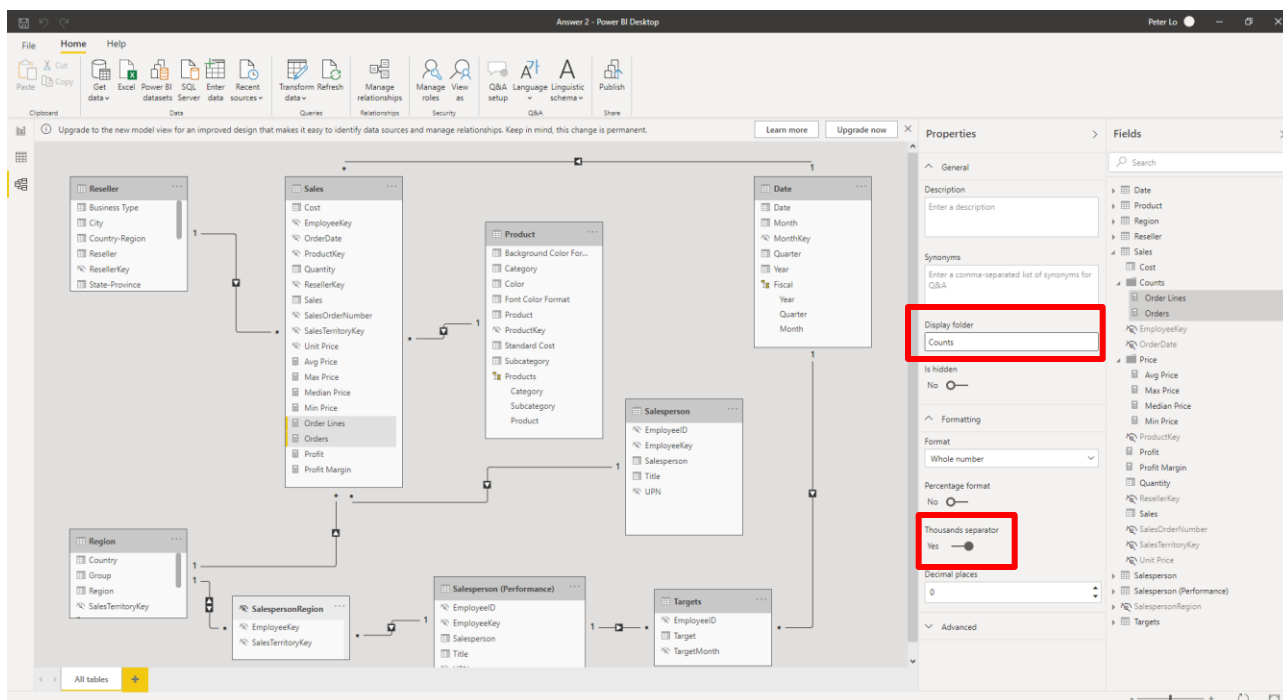 Answer 2 - Power BI Desktop
Peter Lo
File
Home
Help
Paste
Cut
Copy
Get data
Excel
Power BI datasets
SQL Server
Enter data
Recent sources
Transform data
Refresh
Manage relationships
Manage roles
View as
Q&A setup
Language
Linguistic schema
Publish
Clipboard
Data
Queries
Relationships
Security
Q&A
Share
Upgrade to the new model view for an improved design that makes it easy to identify data sources and manage relationships. Keep in mind, this change is permanent.
Learn more
Upgrade now
Reseller
Business Type
City
Country-Region
Reseller
ResellerKey
State-Province
1
*
Sales
Cost
EmployeeKey
OrderDate
ProductKey
Quantity
ResellerKey
Sales
SalesOrderNumber
SalesTerritoryKey
Unit Price
Avg Price
Max Price
Median Price
Min Price
Order Lines
Orders
Profit
Profit Margin
*
*
*
*
Product
Background Color For...
Category
Color
Font Color Format
Product
ProductKey
Standard Cost
Subcategory
Products
Category
Subcategory
Product
1
1
Date
Date
Month
MonthKey
Quarter
Year
Fiscal
Year
Quarter
Month
1
Salesperson
EmployeeID
EmployeeKey
Salesperson
Title
UPN
1
Region
Country
Group
Region
SalesTerritoryKey
1
1
*
SalespersonRegion
EmployeeKey
SalesTerritoryKey
*
1
Salesperson (Performance)
EmployeeID
EmployeeKey
Salesperson
Title
1
*
Targets
EmployeeID
Target
TargetMonth
*
All tables
+
Properties
General
Description
Enter a description
Synonyms
Enter a comma-separated list of synonyms for
Q&A
Display folder
Counts
Is hidden
No
Formatting
Format
Whole number
Percentage format
No
Thousands separator
Yes
Decimal places
0
Advanced
Fields
Search
Date
Product
Region
Reseller
Sales
Cost
Counts
Order Lines
Orders
EmployeeKey
OrderDate
Price
Avg Price
Max Price
Median Price
Min Price
ProductKey
Profit
Profit Margin
Quantity
ResellerKey
Sales
SalesOrderNumber
SalesTerritoryKey
Unit Price
Salesperson
Salesperson (Performance)
SalespersonRegion
Targets